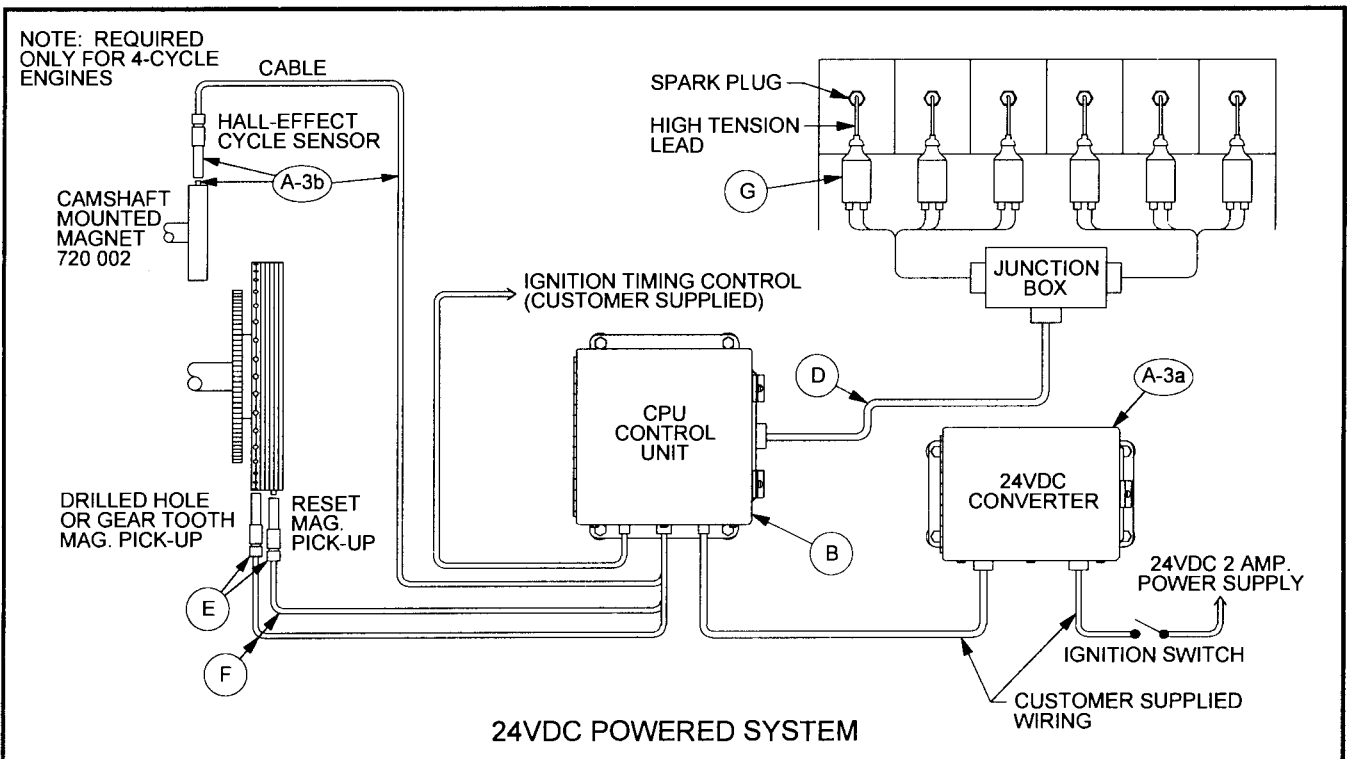 NOTE: REQUIRED
ONLY FOR 4-CYCLE
ENGINES
CABLE
HALL-EFFECT
CYCLE SENSOR
A-3b
CAMSHAFT
MOUNTED
MAGNET
720 002
SPARK PLUG
HIGH TENSION
LEAD
G
JUNCTION
BOX
IGNITION TIMING CONTROL
(CUSTOMER SUPPLIED)
D
A-3a
CPU
CONTROL
UNIT
24VDC
CONVERTER
DRILLED HOLE
OR GEAR TOOTH
MAG. PICK-UP
RESET
MAG.
PICK-UP
B
24VDC 2 AMP.
POWER SUPPLY
E
F
IGNITION SWITCH
CUSTOMER SUPPLIED
WIRING
24VDC POWERED SYSTEM